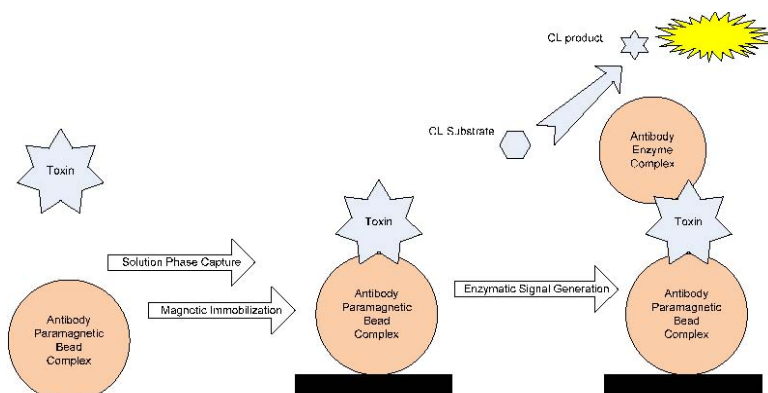 CL product
CL Substrate
Antibody
Enzyme
Complex
Toxin
Toxin
Toxin
Solution Phase Capture
Magnetic Immobilization
Enzymatic Signal Generation
Antibody
Paramagnetic
Bead
Complex
Antibody
Paramagnetic
Bead
Complex
Antibody
Paramagnetic
Bead
Complex